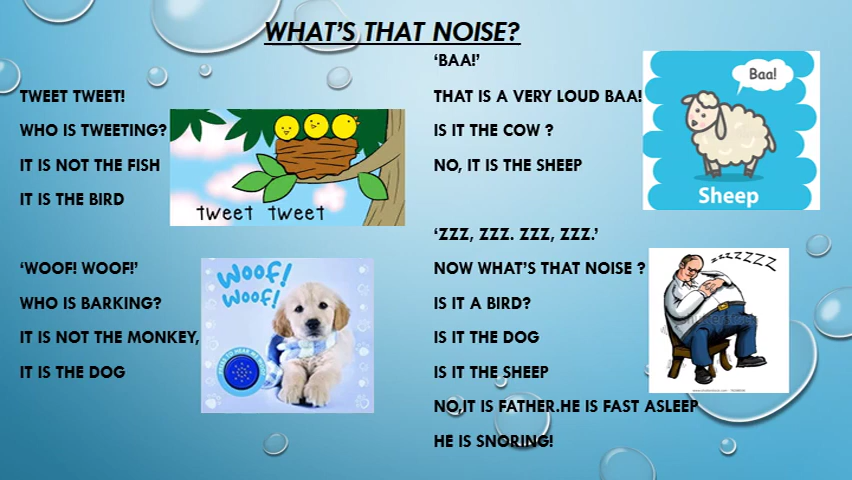 WHAT'S THAT NOISE?
TWEET TWEET!
WHO IS TWEETING?
IT IS NOT THE FISH
IT IS THE BIRD
tweet tweet
'WOOF! WOOF!'
WHO IS BARKING?
IT IS NOT THE MONKEY,
IT IS THE DOG
Woof!
Woof!
'BAA!'
THAT IS A VERY LOUD BAA!
IS IT THE COW ?
NO, IT IS THE SHEEP
Baa!
Sheep
'ZZZ, ZZZ. ZZZ, ZZZ.'
NOW WHAT'S THAT NOISE ?
IS IT A BIRD?
IS IT THE DOG
IS IT THE SHEEP
NO,IT IS FATHER.HE IS FAST ASLEEP
HE IS SNORING!
zzzZZZZ